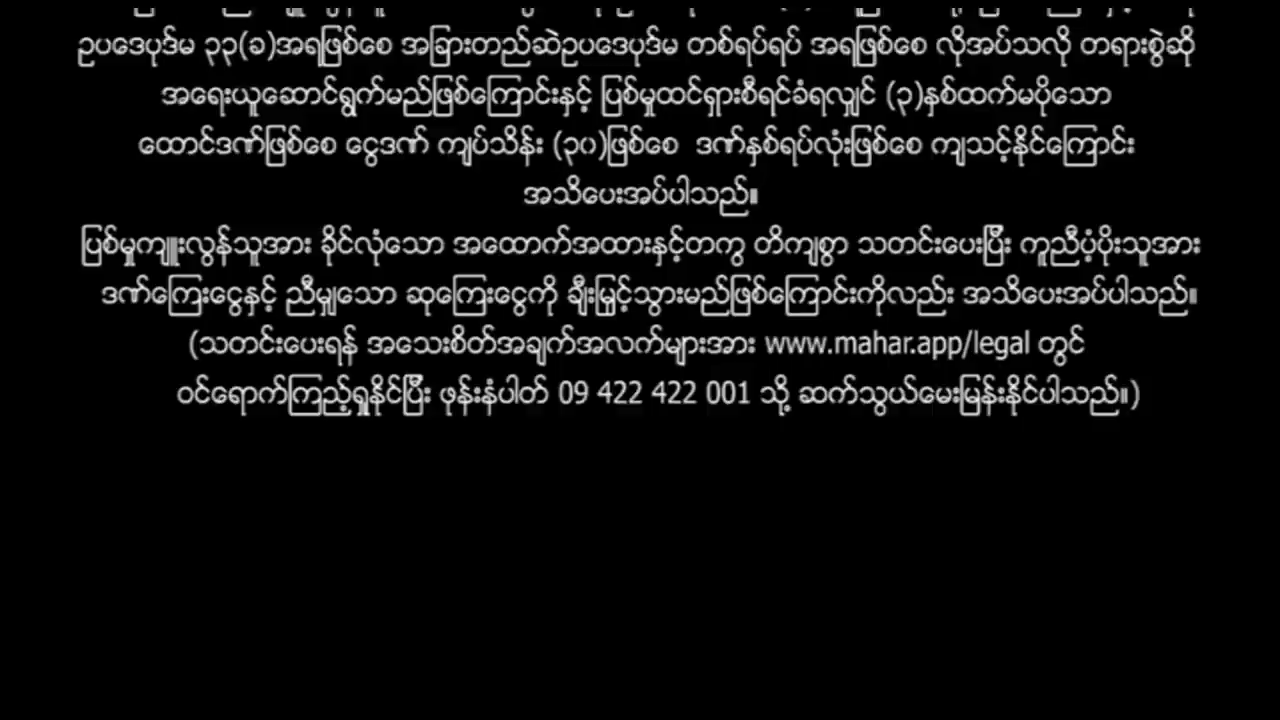 ဥပဒေပုဒ်မ ၃၃(ခ)အရဖြစ်စေ အခြားတည်ဆဲဥပဒေပုဒ်မ တစ်ရပ်ရပ် အရဖြစ်စေ လိုအပ်သလို တရားစွဲဆို
အရေးယူဆောင်ရွက်မည်ဖြစ်ကြောင်းနှင့် ပြစ်မှုထင်ရှားစီရင်ခံရလျှင် (၃)နှစ်ထက်မပိုသော
ထောင်ဒဏ်ဖြစ်စေ ငွေဒဏ် ကျပ်သိန်း (၃၀)ဖြစ်စေ ဒဏ်နှစ်ရပ်လုံးဖြစ်စေ ကျသင့်နိုင်ကြောင်း
အသိပေးအပ်ပါသည်။
ပြစ်မှုကျူးလွန်သူအား ခိုင်လုံသော အထောက်အထားနှင့်တကွ တိကျစွာ သတင်းပေးပြီး ကူညီပံ့ပိုးသူအား
ဒဏ်ကြေးငွေနှင့် ညီမျှသော ဆုကြေးငွေကို ချီးမြှင့်သွားမည်ဖြစ်ကြောင်းကိုလည်း အသိပေးအပ်ပါသည်။
(သတင်းပေးရန် အသေးစိတ်အချက်အလက်များအား www.mahar.app/legal တွင်
ဝင်ရောက်ကြည့်ရှုနိုင်ပြီး ဖုန်းနံပါတ် 09 422 422 001 သို့ ဆက်သွယ်မေးမြန်းနိုင်ပါသည်။)